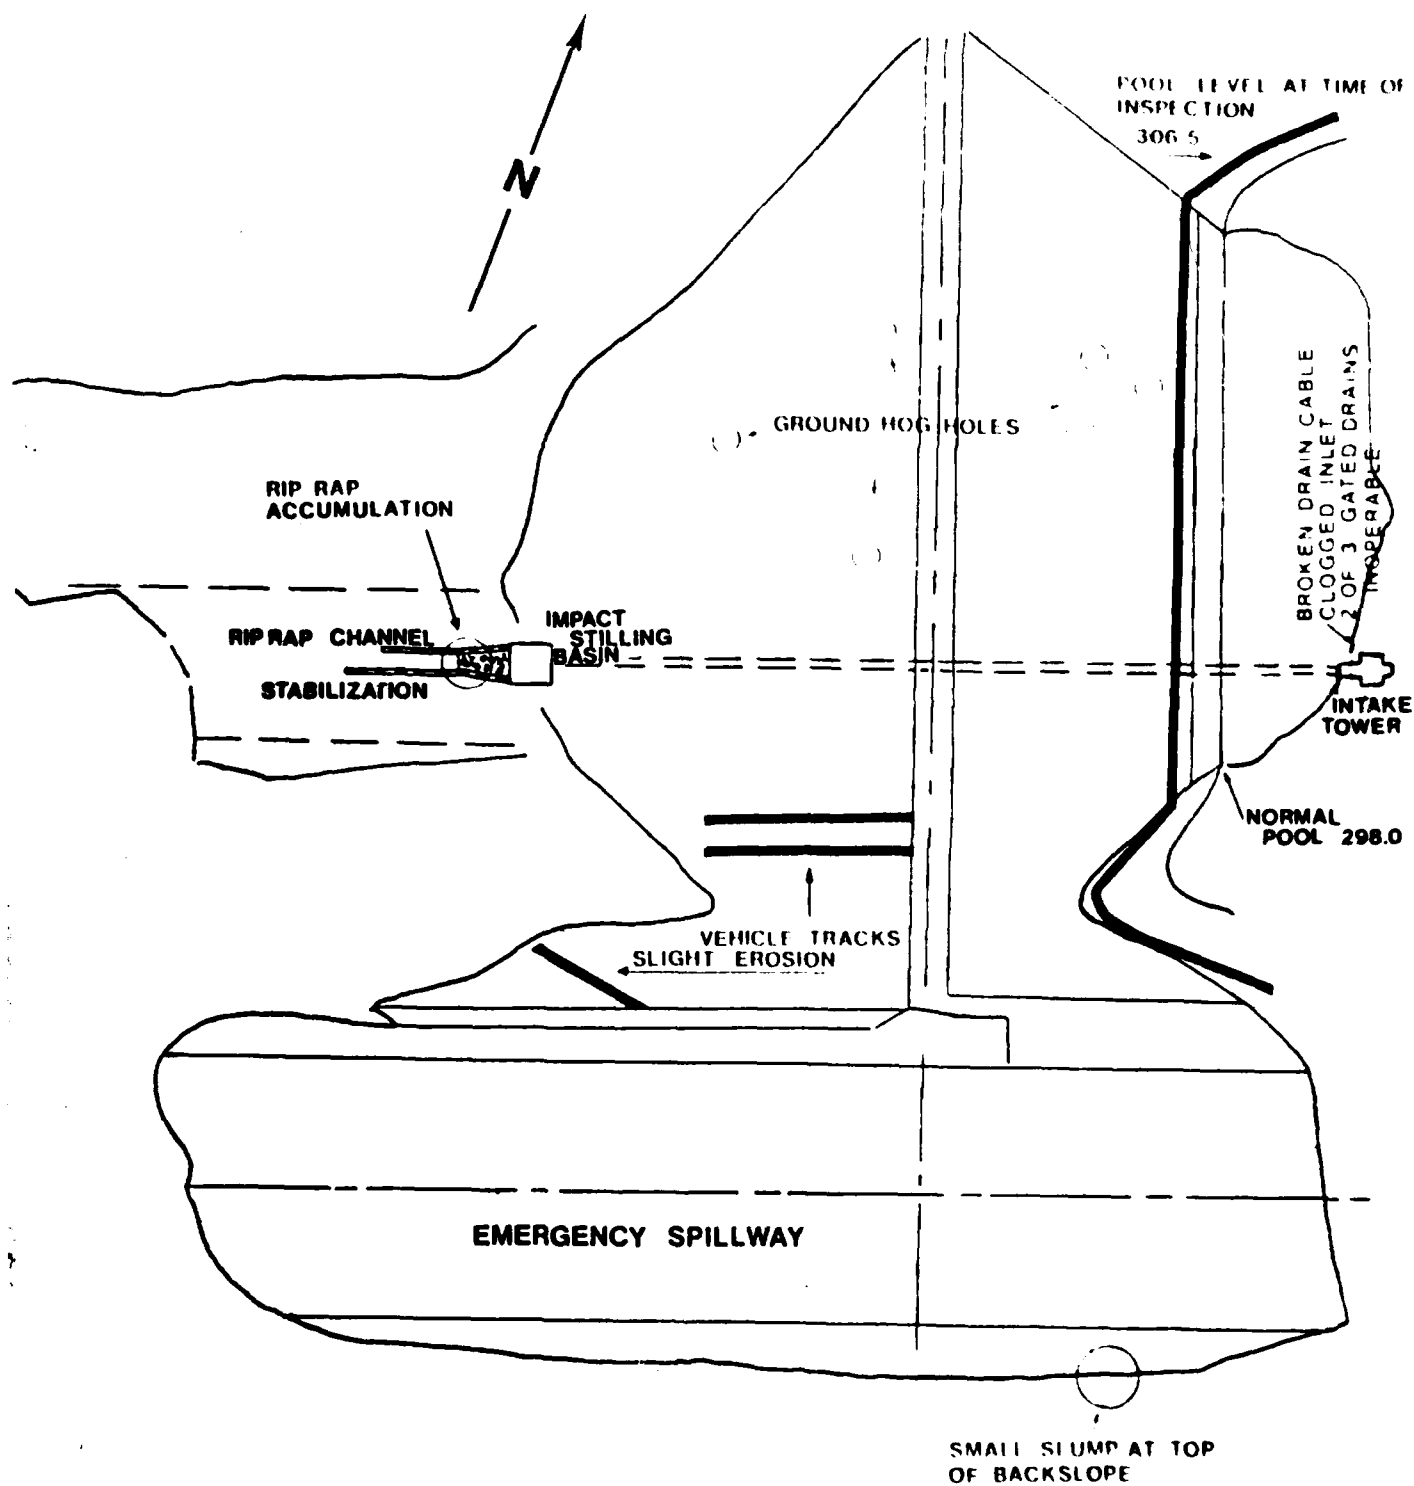 N
POOL LEVEL AT TIME OF
INSPECTION
306.5
GROUND HOG HOLES
BROKEN DRAIN CABLE
CLOGGED INLET
2 OF 3 GATED DRAINS
INOPERABLE
RIP RAP
ACCUMULATION
IMPACT
STILLING
BASIN
RIP RAP CHANNEL
STABILIZATION
INTAKE
TOWER
NORMAL
POOL 298.0
VEHICLE TRACKS
SLIGHT EROSION
EMERGENCY SPILLWAY
SMALL SLUMP AT TOP
OF BACKSLOPE